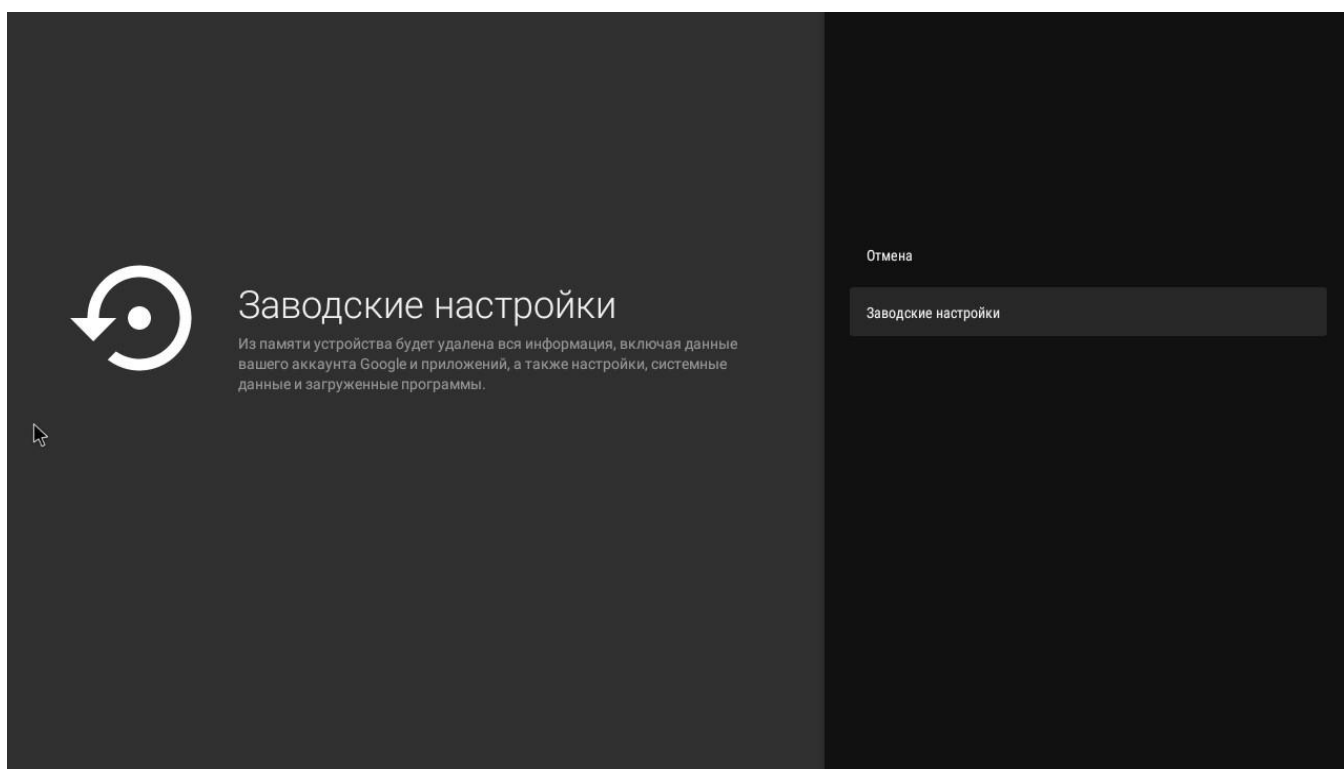 Заводские настройки
Из памяти устройства будет удалена вся информация, включая данные
вашего аккаунта Google и приложений, а также настройки, системные
данные и загруженные программы.
Отмена
Заводские настройки